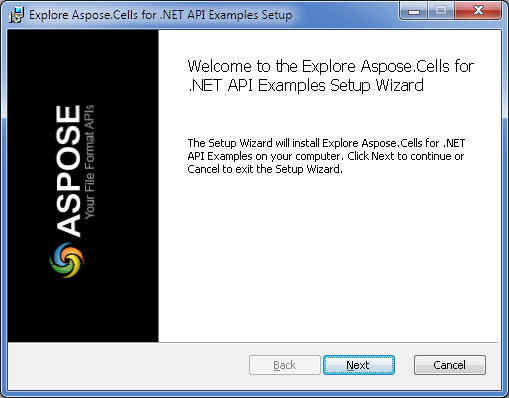 Explore Aspose.Cells for .NET API Examples Setup
Welcome to the Explore Aspose.Cells for
.NET API Examples Setup Wizard
The Setup Wizard will install Explore Aspose.Cells for .NET
API Examples on your computer. Click Next to continue or
Cancel to exit the Setup Wizard.
ASPOSE
Your File Format APIs
Back
Next
Cancel